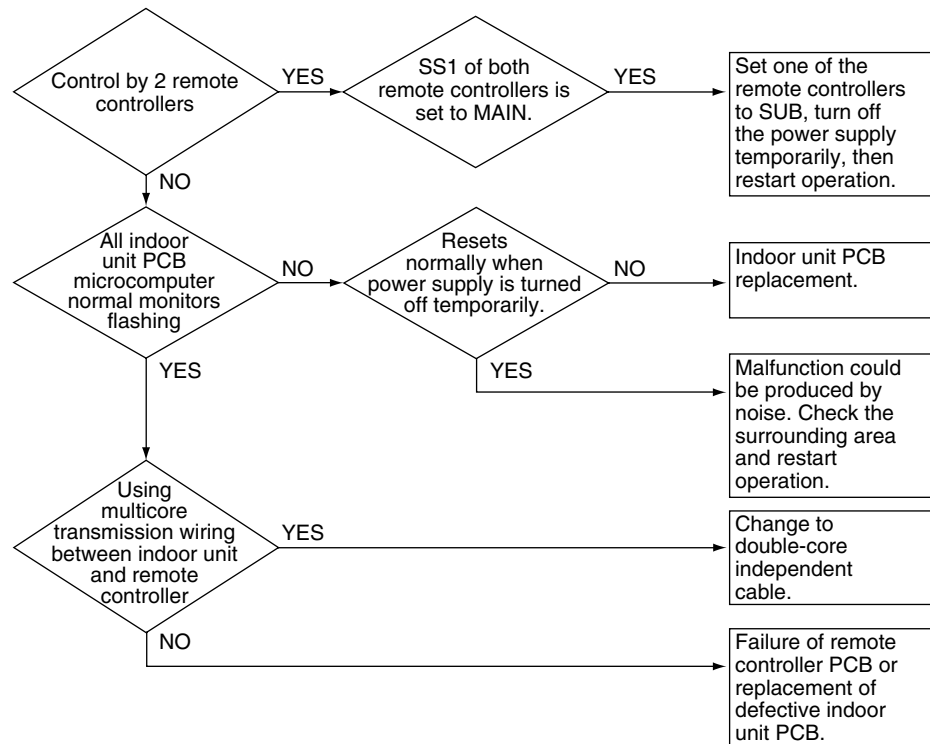 Control by 2 remote
controllers
YES
SS1 of both
remote controllers is
set to MAIN.
YES
Set one of the
remote controllers
to SUB, turn off
the power supply
temporarily, then
restart operation.
NO
All indoor
unit PCB
microcomputer
normal monitors
flashing
NO
Resets
normally when
power supply is turned
off temporarily.
NO
Indoor unit PCB
replacement.
YES
YES
Malfunction could
be produced by
noise. Check the
surrounding area
and restart
operation.
Using
multicore
transmission wiring
between indoor unit
and remote
controller
YES
Change to
double-core
independent
cable.
NO
Failure of remote
controller PCB or
replacement of
defective indoor
unit PCB.